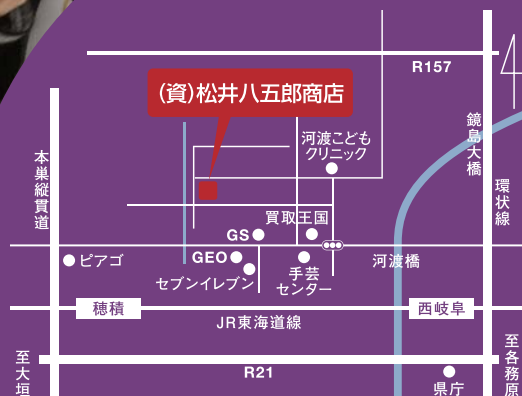 R157
(資)松井八五郎商店
鏡島大橋
河渡こども
クリニック
本巣縦貫道
環状線
買取王国
GS
GEO
河渡橋
ピアゴ
手芸
センター
セブンイレブン
穂積
西岐阜
JR東海道線
至大垣
至各務原
R21
県庁